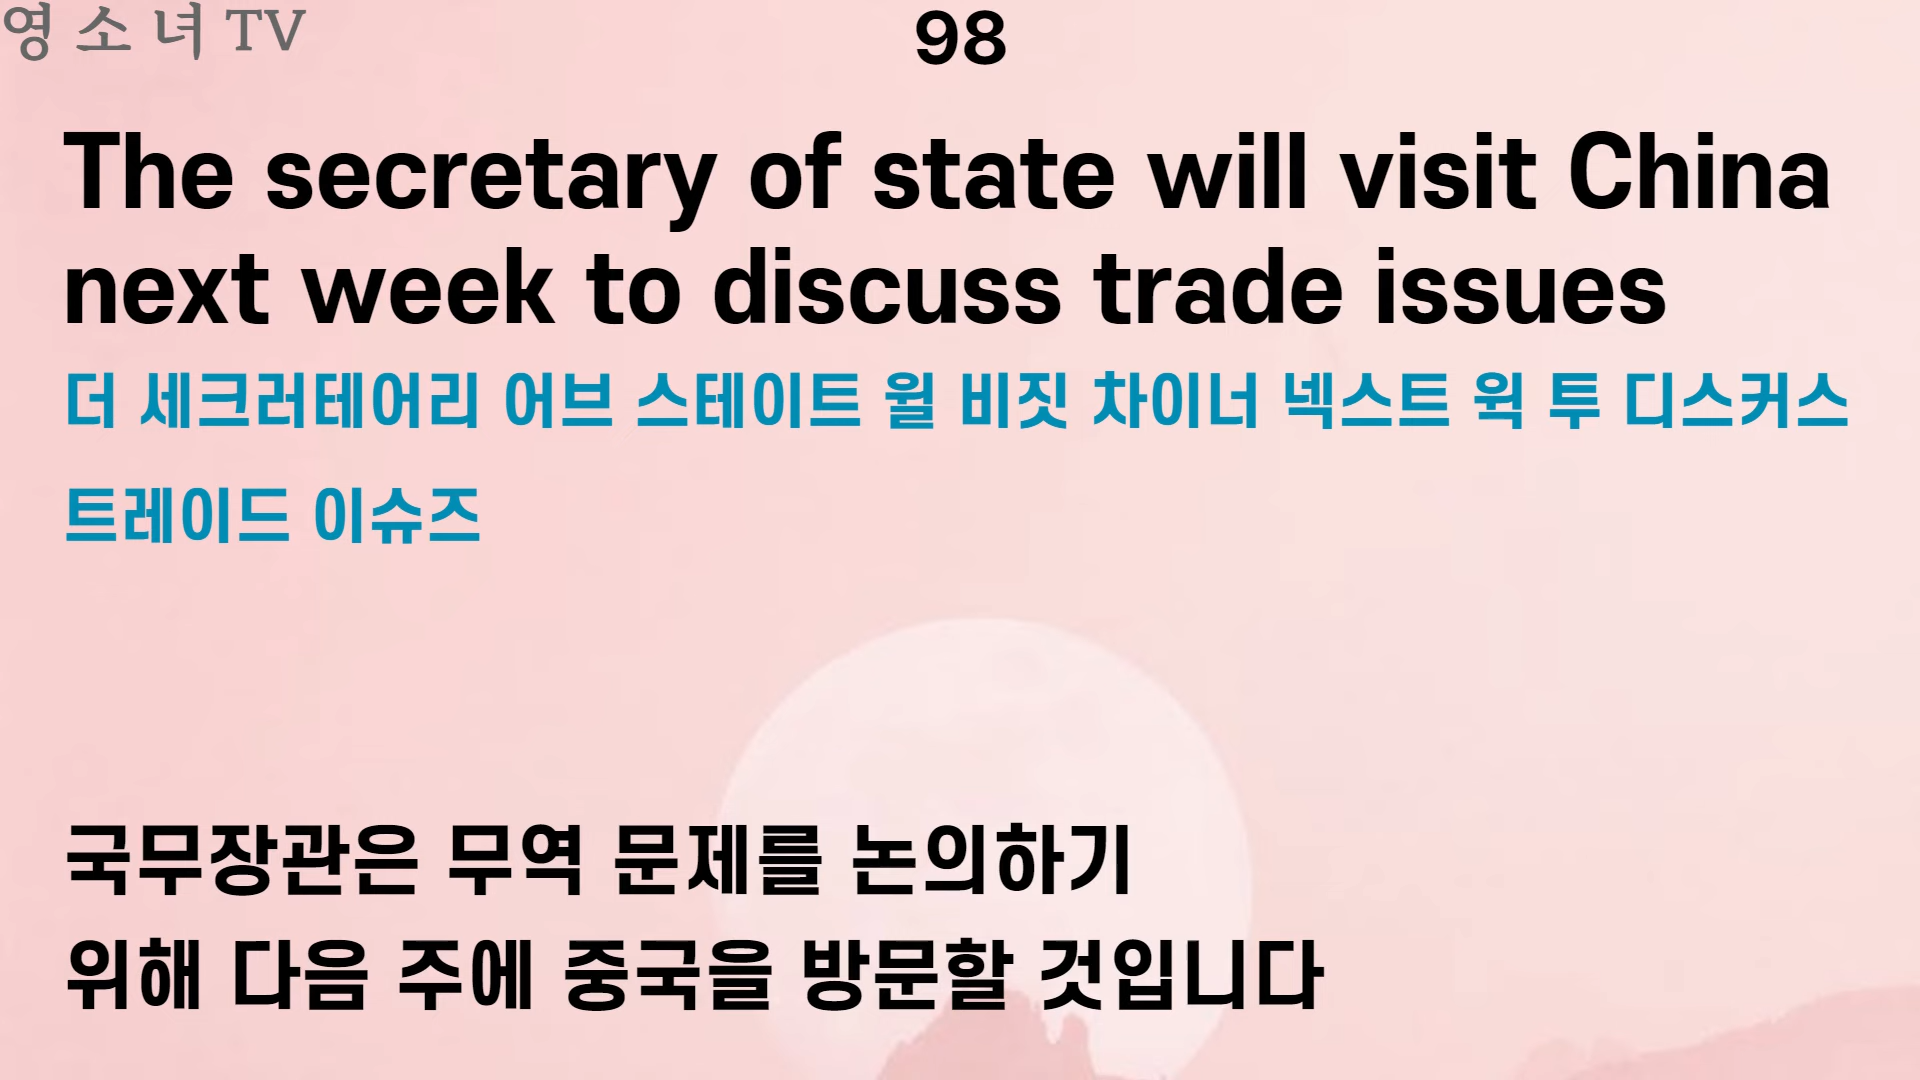 영소녀TV
98
The secretary of state will visit China
next week to discuss trade issues
더 세크러테어리 어브 스테이트 윌 비짓 차이너 넥스트 윅 투 디스커스
트레이드 이슈즈
국무장관은 무역 문제를 논의하기
위해 다음 주에 중국을 방문할 것입니다